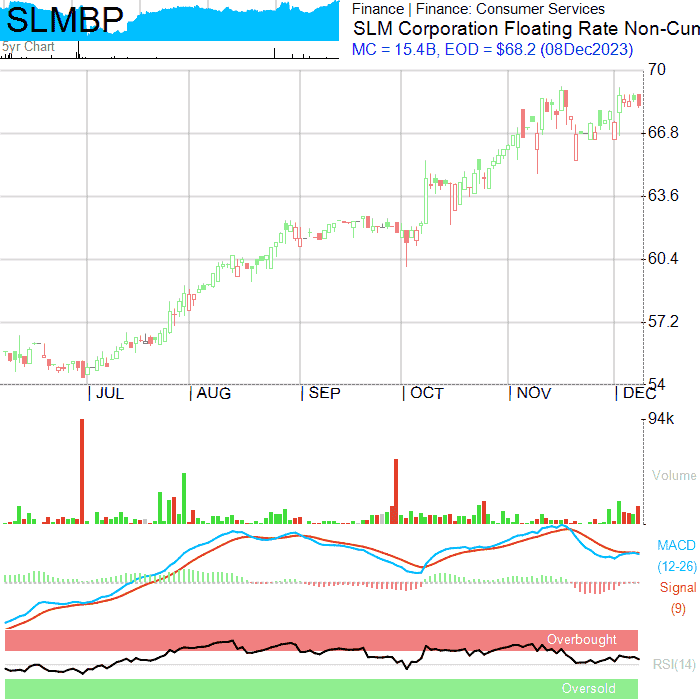 SLMBP
5yr Chart
Finance | Finance: Consumer Services
SLM Corporation Floating Rate Non-Cun
MC = 15.4B, EOD = $68.2 (08Dec2023)
70
66.8
63.6
60.4
57.2
54
JUL AUG SEP OCT NOV DEC
94k
Volume
MACD
(12-26)
Signal
(9)
Overbought
RSI(14)
Oversold